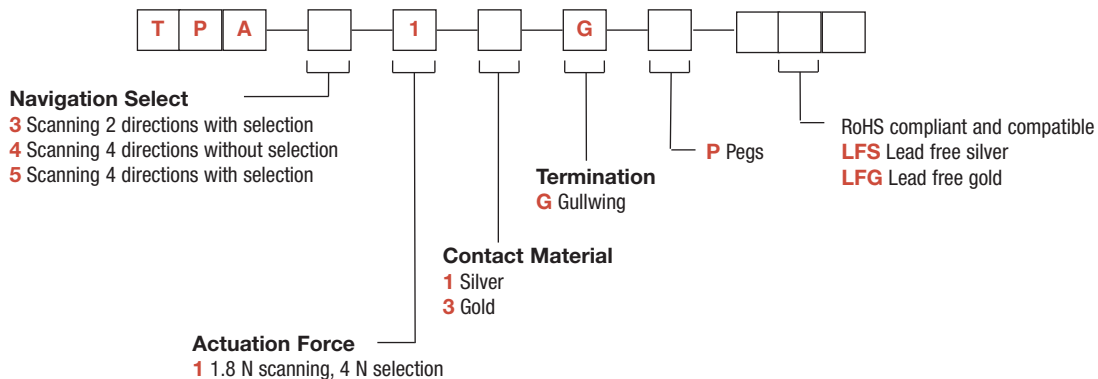 T P A 1 G
Navigation Select
3 Scanning 2 directions with selection
4 Scanning 4 directions without selection
5 Scanning 4 directions with selection
Actuation Force
1 1.8 N scanning, 4 N selection
Contact Material
1 Silver
3 Gold
Termination
G Gullwing
P Pegs
RoHS compliant and compatible
LFS Lead free silver
LFG Lead free gold